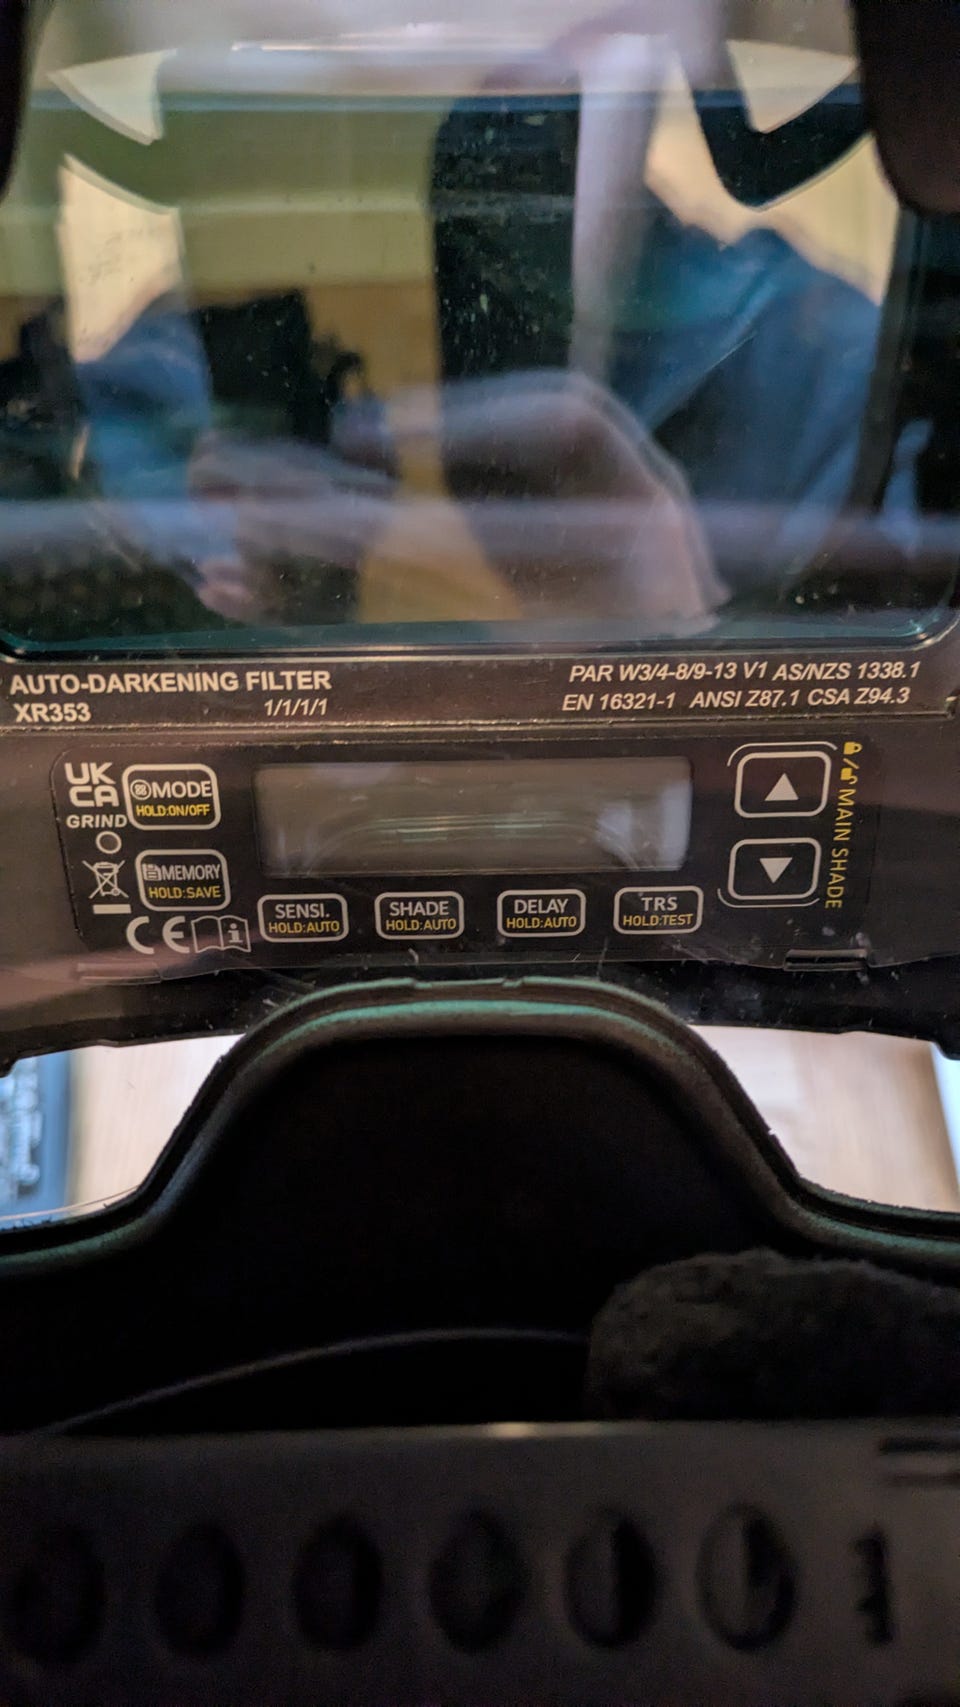 AUTO-DARKENING FILTER
XR353 1/1/1/1
PAR W3/4-8/9-13 V1 AS/NZS 1338.1
EN 16321-1 ANSI Z87.1 CSA Z94.3
UK
CA
GRIND
MODE
HOLD:ON/OFF
MEMORY
HOLD:SAVE
CE
i
SENSI.
HOLD:AUTO
SHADE
HOLD:AUTO
DELAY
HOLD:AUTO
TRS
HOLD:TEST
▲
▼
/ MAIN SHADE